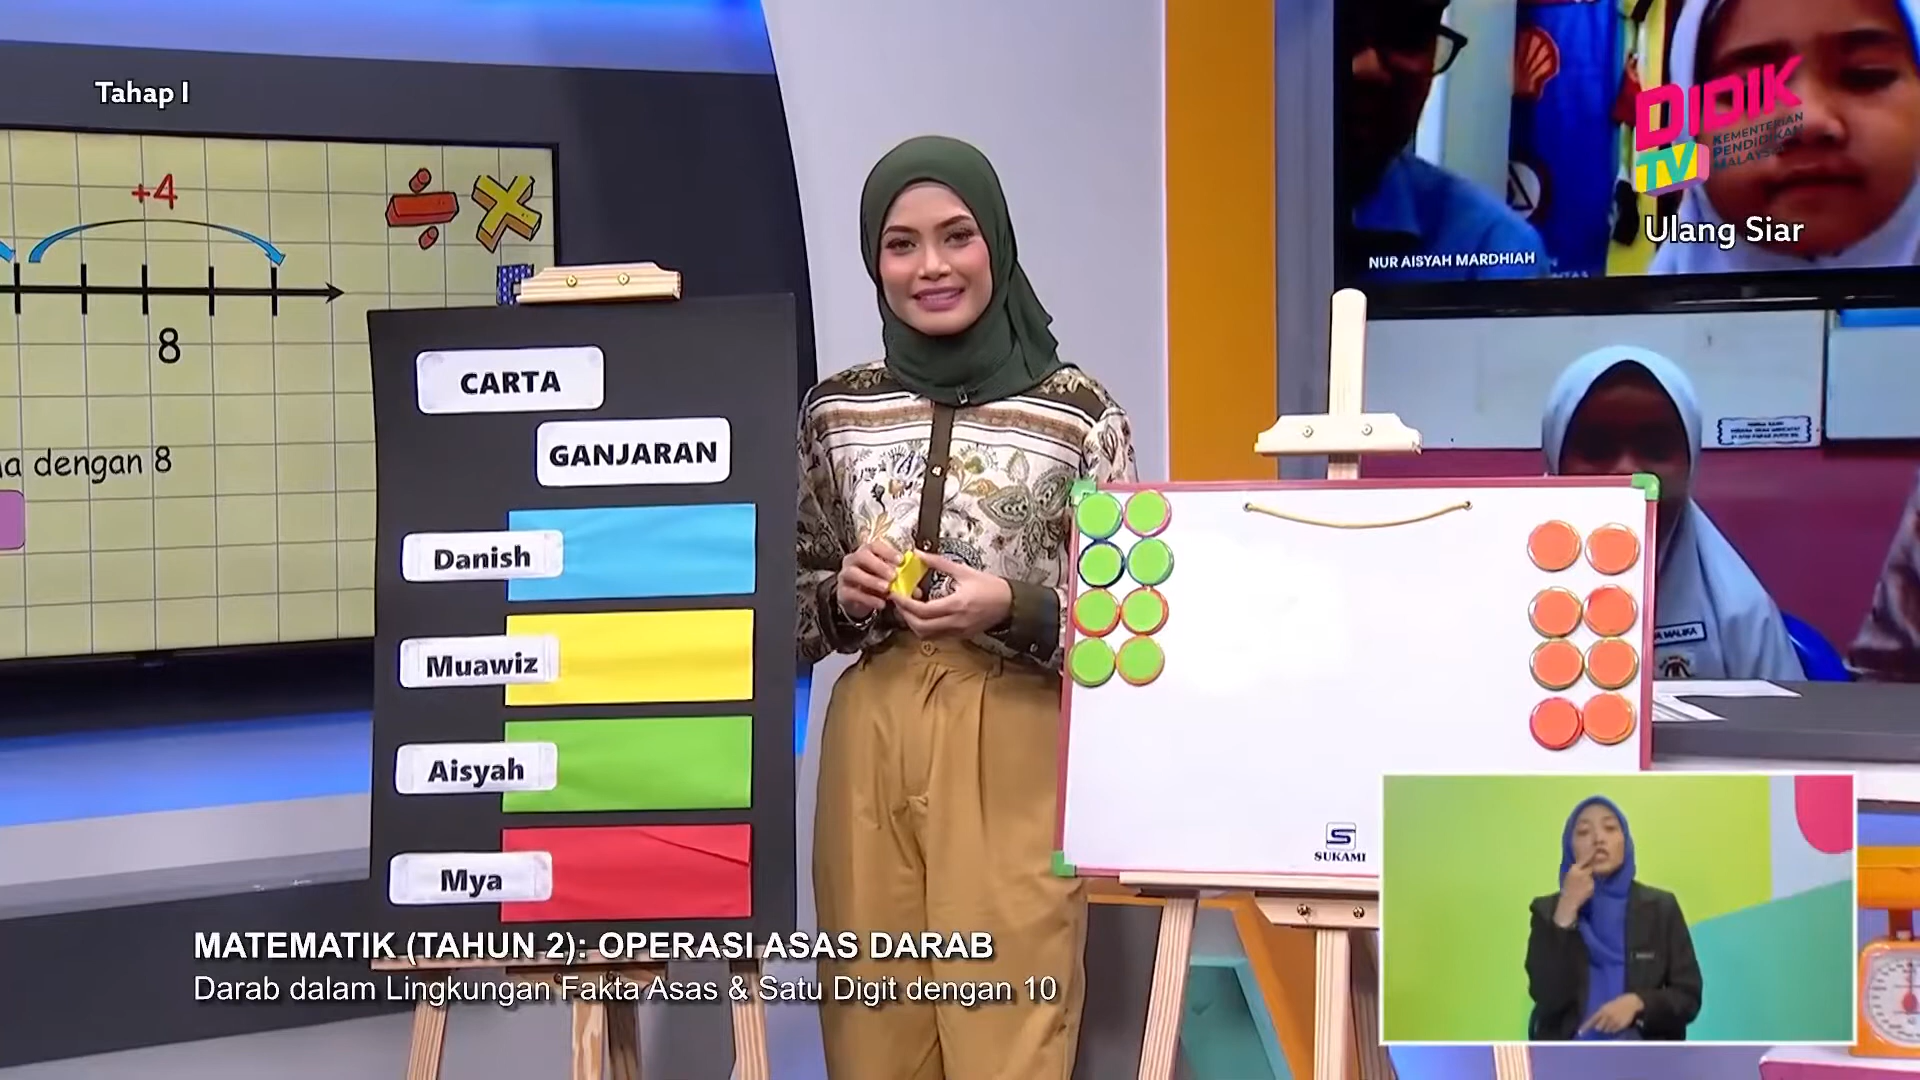 Tahap I
+4
8
a dengan 8
CARTA
GANJARAN
Danish
Muawiz
Aisyah
Mya
DIDIK
TV
KEMENTERIAN
PENDIDIKAN
MALAYSIA
Ulang Siar
NUR AISYAH MARDHIAH
SUKAMI
MATEMATIK (TAHUN 2): OPERASI ASAS DARAB
Darab dalam Lingkungan Fakta Asas & Satu Digit dengan 10